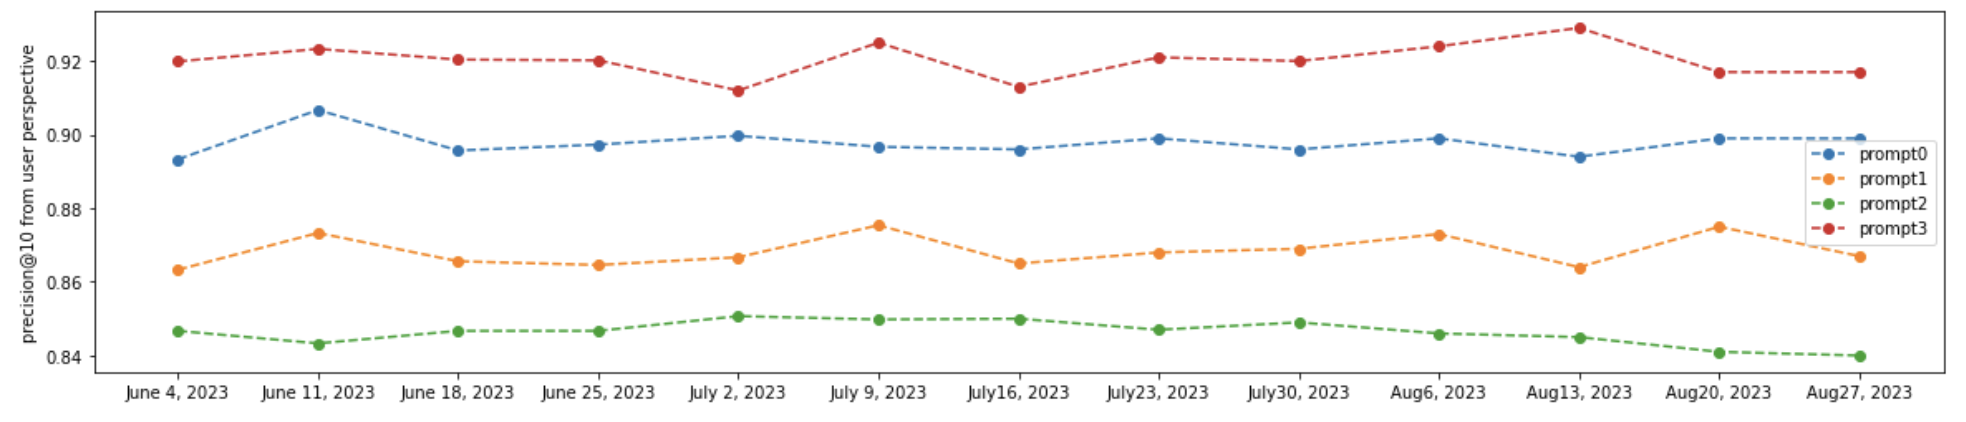 precision@10 from user perspective
0.92
0.90
0.88
0.86
0.84
prompt0
prompt1
prompt2
prompt3
June 4, 2023 June 11, 2023 June 18, 2023 June 25, 2023 July 2, 2023 July 9, 2023 July16, 2023 July23, 2023 July30, 2023 Aug6, 2023 Aug13, 2023 Aug20, 2023 Aug27, 2023